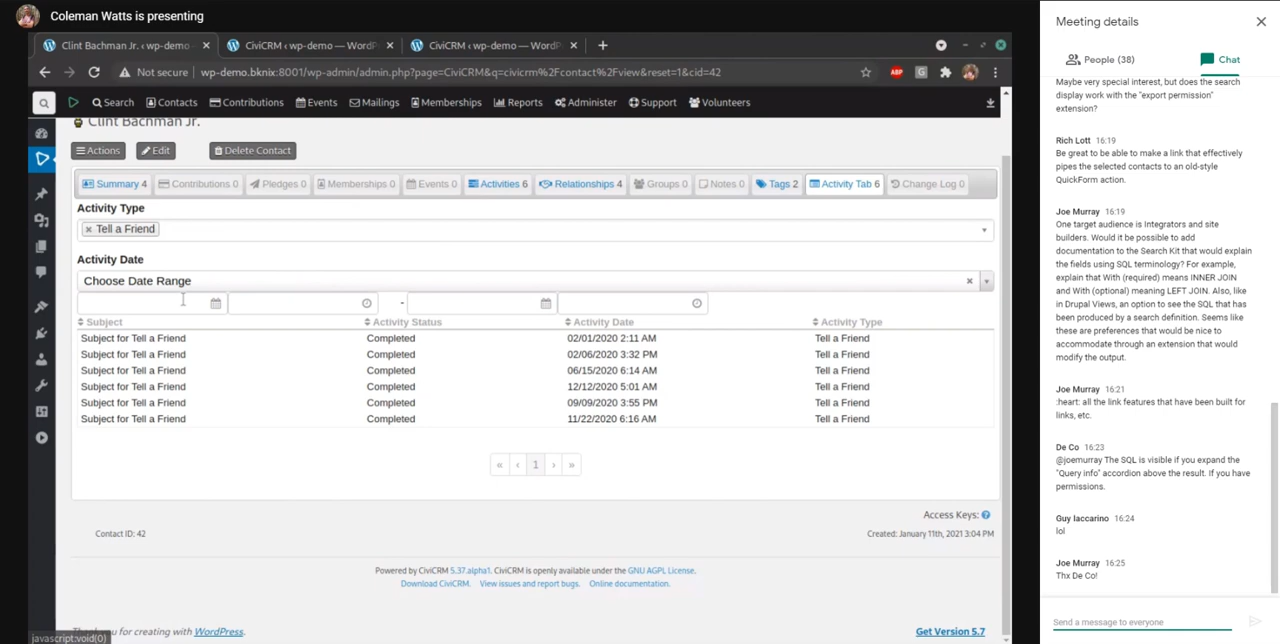 Coleman Watts is presenting
Clint Bachman Jr. ‹ wp-demo
CiviCRM ‹ wp-demo — WordP
CiviCRM ‹ wp-demo — WordP
Not secure
wp-demo.bknix:8001/wp-admin/admin.php?page=CiviCRM&q=civicrm%2Fcontact%2Fview&reset=1&cid=42
ABP
G
Search Contacts Contributions Events Mailings Memberships Reports Administer Support Volunteers
Clint Bachman Jr.
Actions Edit Delete Contact
Summary 4 Contributions 0 Pledges 0 Memberships 0 Events 0 Activities 6 Relationships 4 Groups 0 Notes 0 Tags 2 Activity Tab 6 Change Log 0
Activity Type
× Tell a Friend
Activity Date
Choose Date Range
-
Subject Activity Status Activity Date Activity Type
Subject for Tell a Friend Completed 02/01/2020 2:11 AM Tell a Friend
Subject for Tell a Friend Completed 02/06/2020 3:32 PM Tell a Friend
Subject for Tell a Friend Completed 06/15/2020 6:14 AM Tell a Friend
Subject for Tell a Friend Completed 12/12/2020 5:01 AM Tell a Friend
Subject for Tell a Friend Completed 09/09/2020 3:55 PM Tell a Friend
Subject for Tell a Friend Completed 11/22/2020 6:16 AM Tell a Friend
« ‹ 1 › »
Access Keys: ?
Contact ID: 42
Created: January 11th, 2021 3:04 PM
Powered by CiviCRM 5.37.alpha1. CiviCRM is openly available under the GNU AGPL License.
Download CiviCRM. View issues and report bugs. Online documentation.
for creating with WordPress.
Get Version 5.7
javascript:void(0)
Meeting details
People (38)
Chat
Maybe very special interest, but does the search
display work with the "export permission"
extension?
Rich Lott 16:19
Be great to be able to make a link that effectively
pipes the selected contacts to an old-style
QuickForm action.
Joe Murray 16:19
One target audience is Integrators and site
builders. Would it be possible to add
documentation to the Search Kit that would explain
the fields using SQL terminology? For example,
explain that With (required) means INNER JOIN
and With (optional) meaning LEFT JOIN. Also, like
in Drupal Views, an option to see the SQL that has
been produced by a search definition. Seems like
these are preferences that would be nice to
accommodate through an extension that would
modify the output.
Joe Murray 16:21
:heart: all the link features that have been built for
links, etc.
De Co 16:23
@joemurray The SQL is visible if you expand the
"Query info" accordion above the result. If you have
permissions.
Guy Iaccarino 16:24
lol
Joe Murray 16:25
Thx De Co!
Send a message to everyone